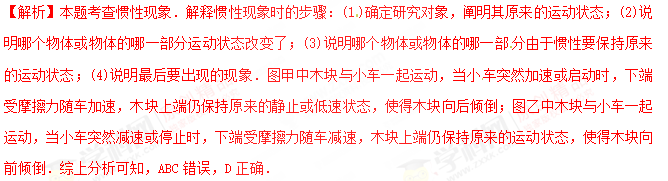 【解析】本题考查惯性现象．解释惯性现象时的步骤：(1.)确定研究对象，阐明其原来的运动状态；(2)说
明哪个物体或物体的哪一部分运动状态改变了；(3)说明哪个物体或物体的哪一部.分由于惯性要保持原来
的运动状态；(4)说明最后要出现的现象．图甲中木块与小车一起运动，当小车突然加速或启动时，下端
受摩擦力随车加速，木块上端仍保持原来的静止或低速状态，使得木块向后倾倒；图乙中木块与小车一起
运动，当小车突然减速或停止时，下端受摩擦力随车减速，木块上端仍保持原来的运动状态，使得木块向
前倾倒．综上分析可知，ABC 错误，D 正确．